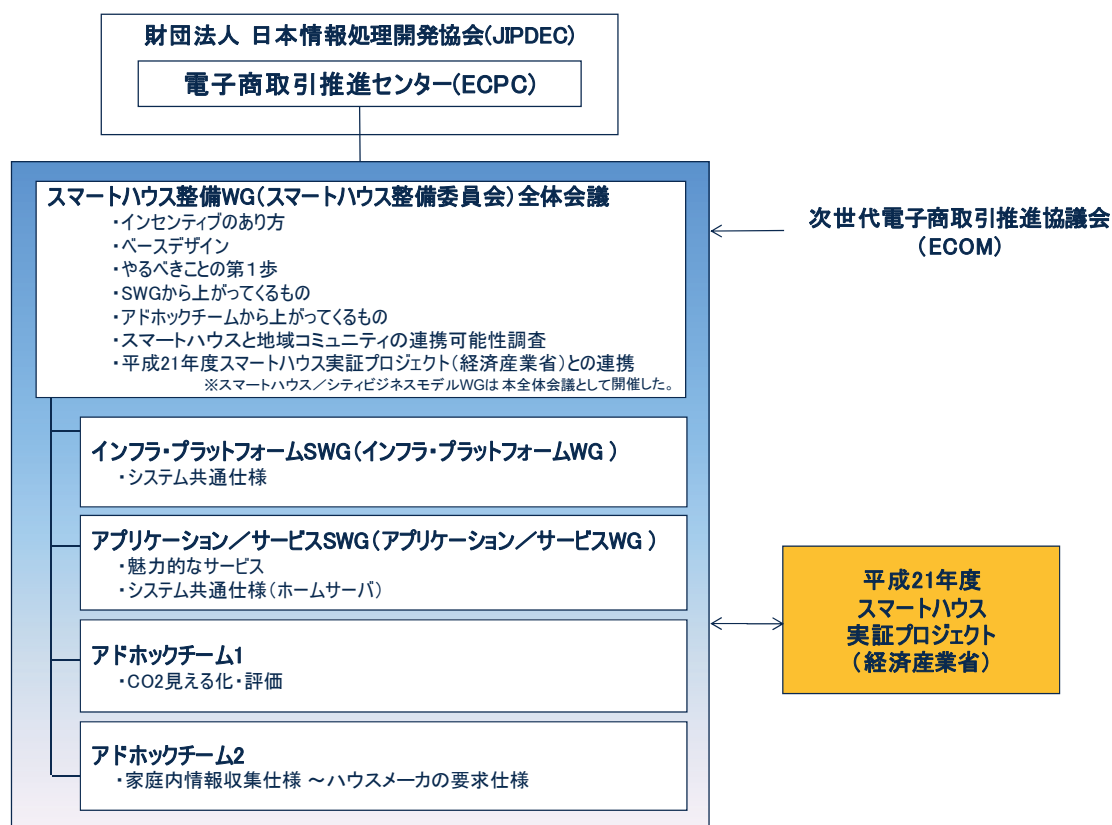 財団法人 日本情報処理開発協会(JIPDEC)
電子商取引推進センター(ECPC)
スマートハウス整備WG(スマートハウス整備委員会)全体会議
・インセンティブのあり方
・ベースデザイン
・やるべきことの第1歩
・SWGから上がってくるもの
・アドホックチームから上がってくるもの
・スマートハウスと地域コミュニティの連携可能性調査
・平成21年度スマートハウス実証プロジェクト(経済産業省)との連携
※スマートハウス/シティビジネスモデルWGは本全体会議として開催した。
次世代電子商取引推進協議会
(ECOM)
インフラ・プラットフォームSWG(インフラ・プラットフォームWG )
・システム共通仕様
アプリケーション/サービスSWG(アプリケーション/サービスWG )
・魅力的なサービス
・システム共通仕様(ホームサーバ)
アドホックチーム1
・CO2見える化・評価
アドホックチーム2
・家庭内情報収集仕様 ~ハウスメーカの要求仕様
平成21年度
スマートハウス
実証プロジェクト
(経済産業省)